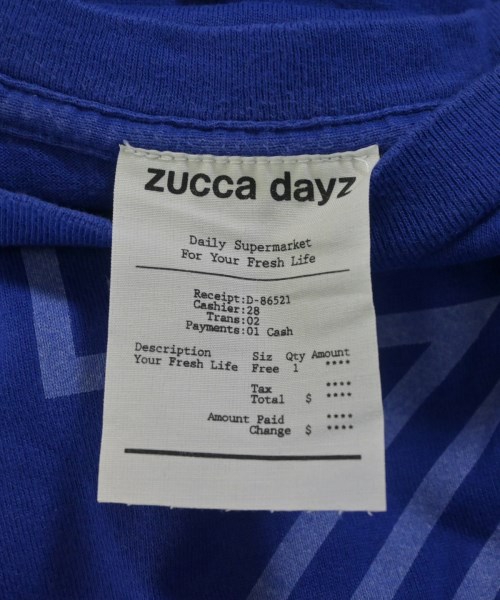 zucca dayz
Daily Supermarket
For Your Fresh Life
Receipt:D-86521
Cashier:28
Trans:02
Payments:01 Cash
Description Siz Qty Amount
Your Fresh Life Free 1 ****
Tax ****
Total $ ****
Amount Paid ****
Change $ ****